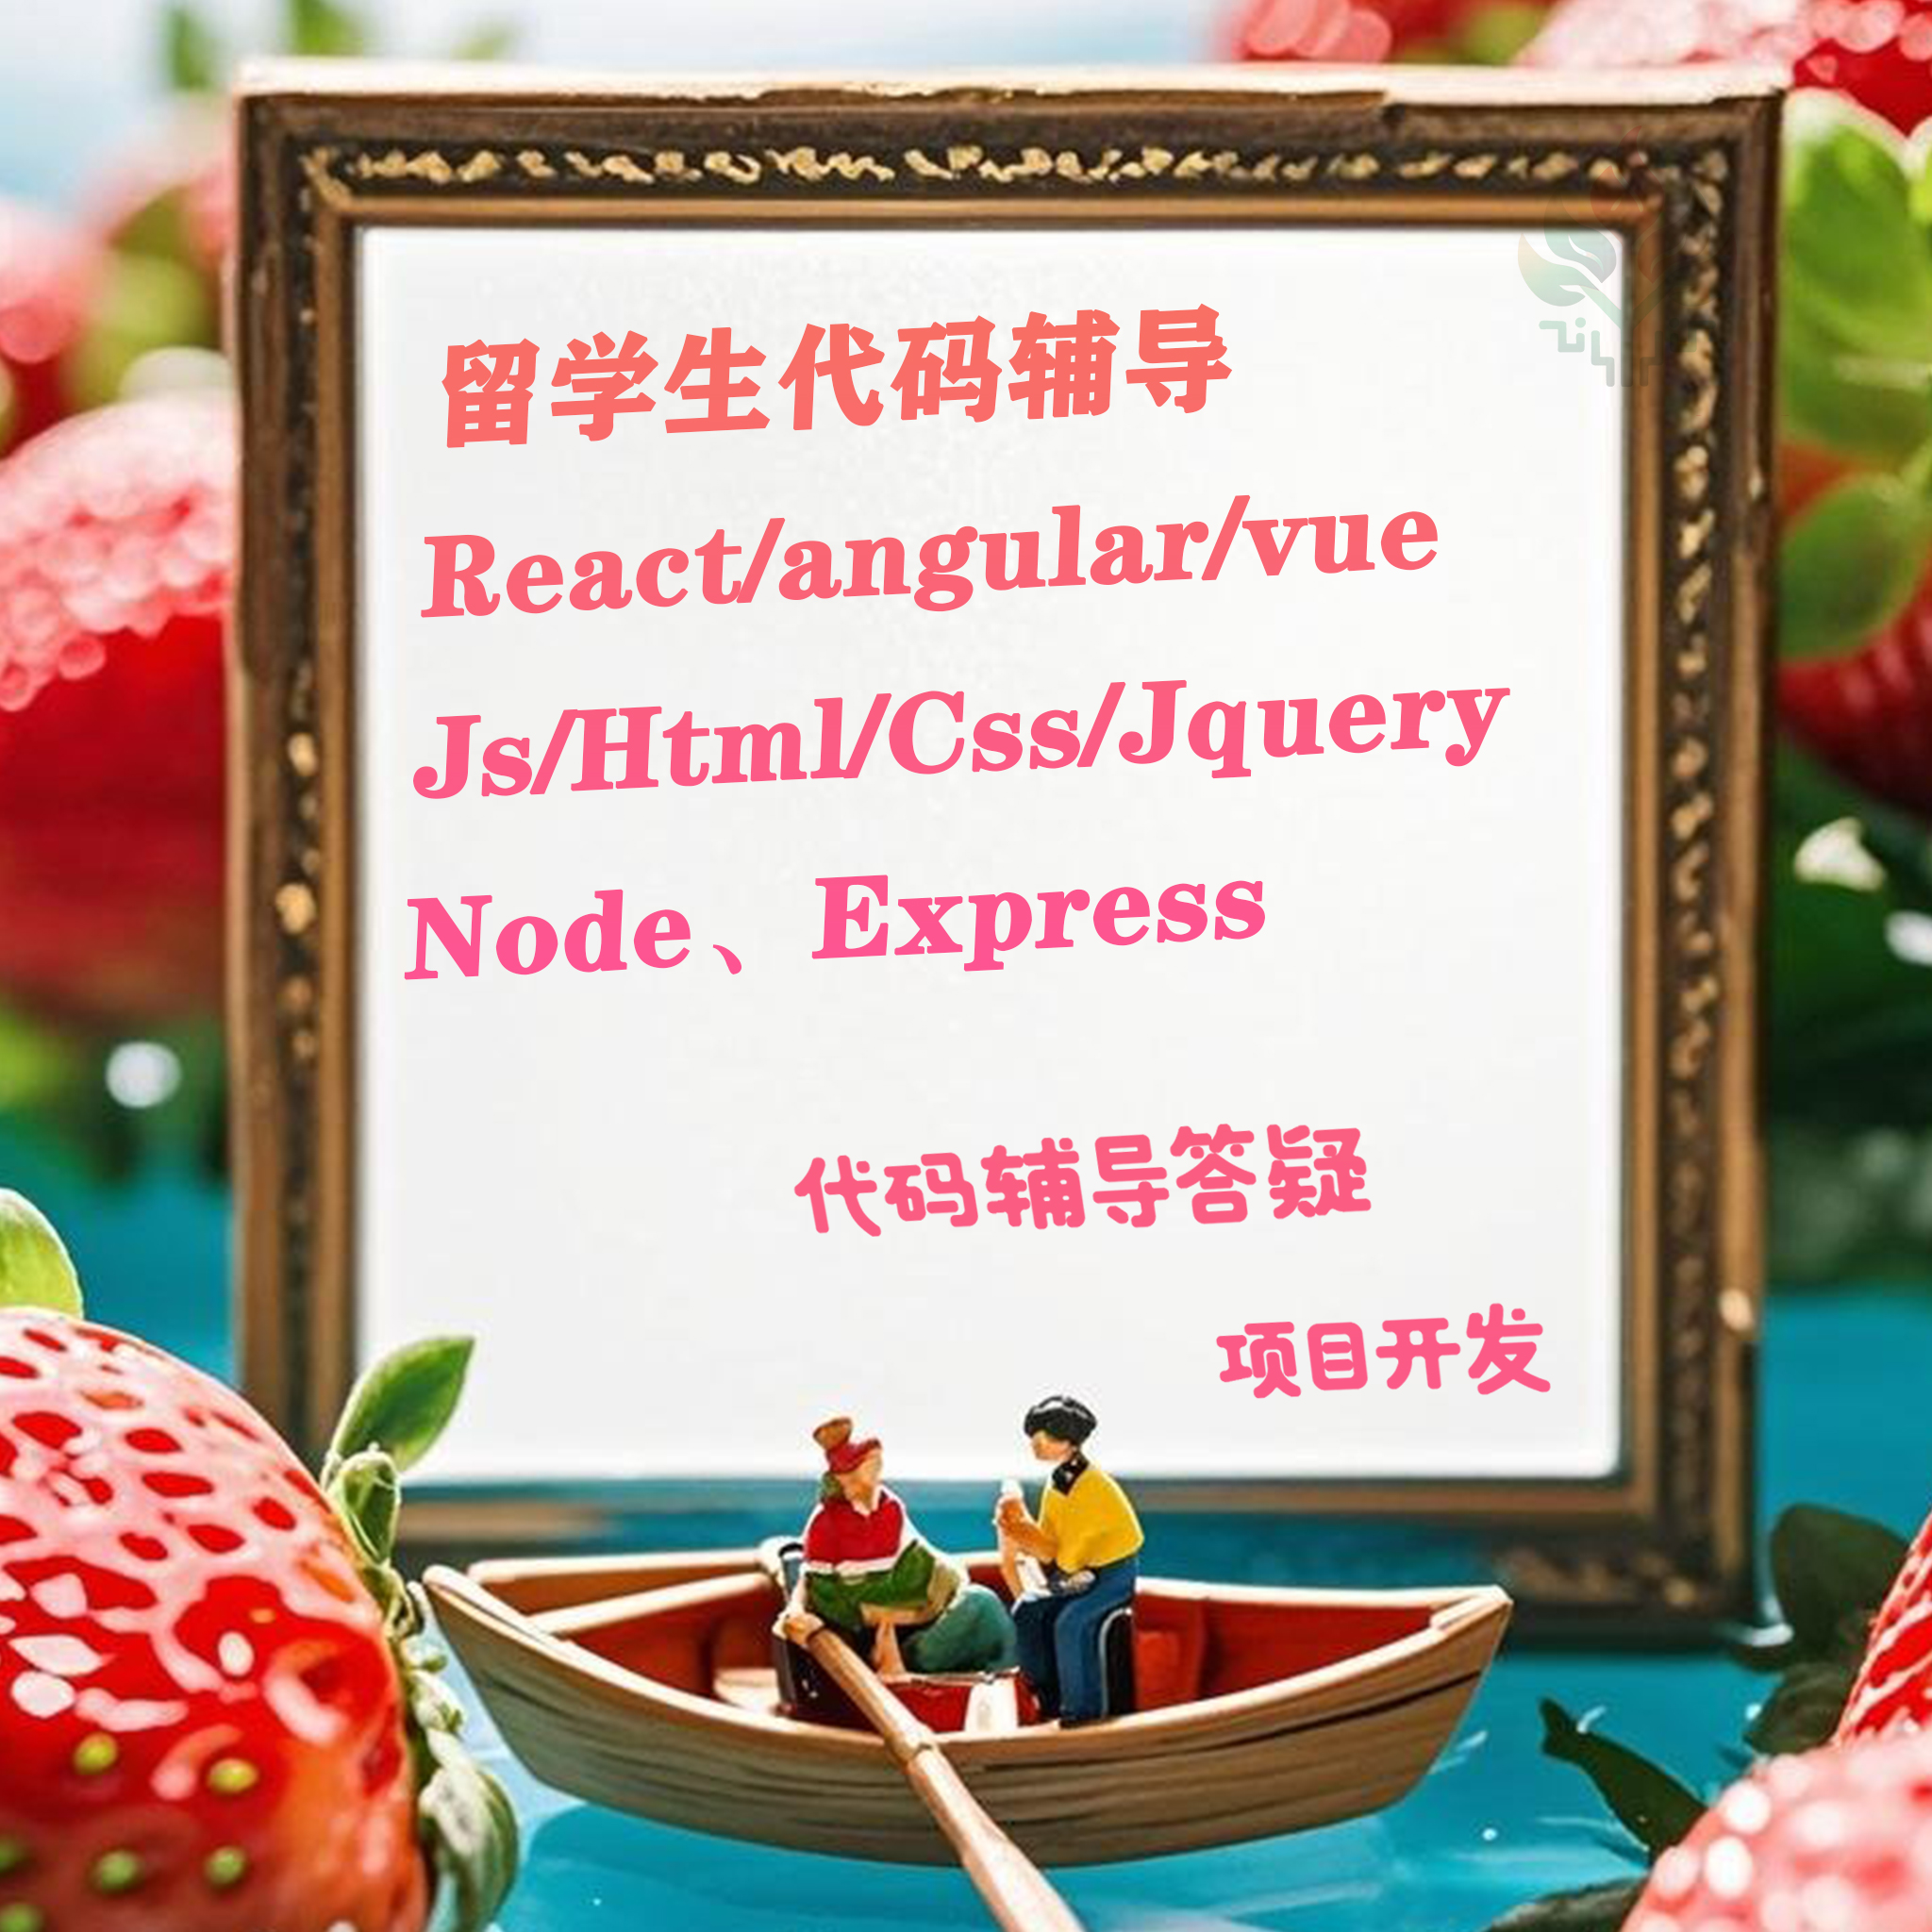 留学生代码辅导
React/angular/vue
Js/Html/Css/Jquery
Node、Express
代码辅导答疑
项目开发